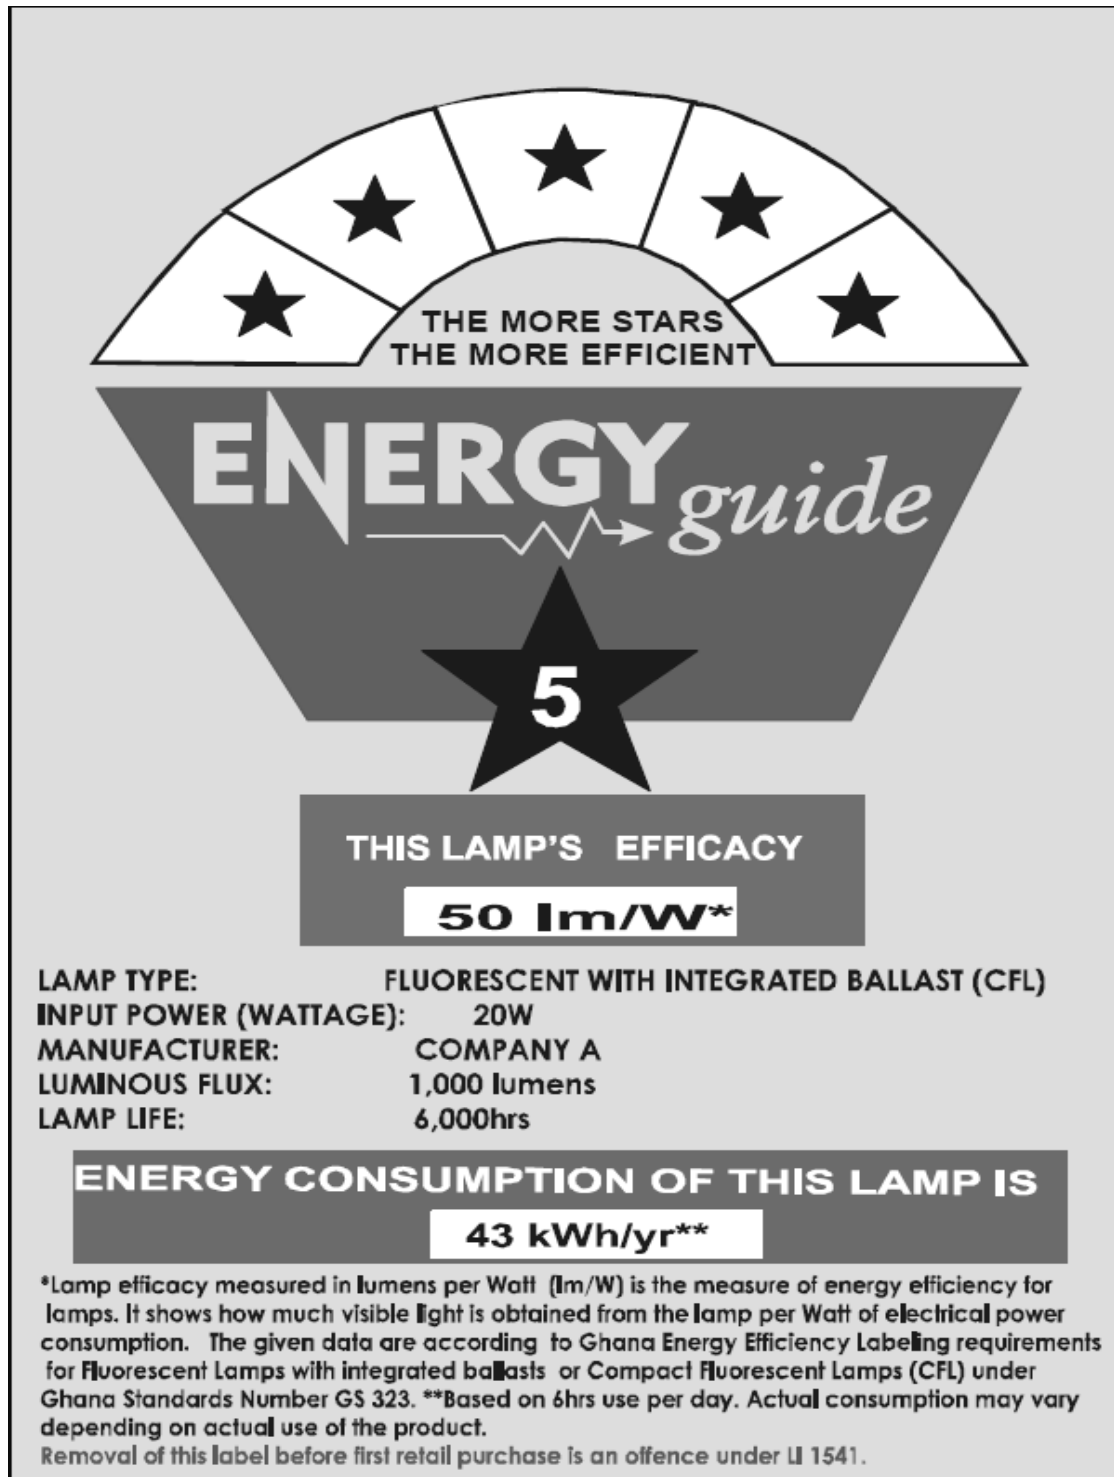 THE MORE STARS
THE MORE EFFICIENT
ENERGY guide
5
THIS LAMP'S EFFICACY
50 lm/W*
LAMP TYPE: FLUORESCENT WITH INTEGRATED BALLAST (CFL)
INPUT POWER (WATTAGE): 20W
MANUFACTURER: COMPANY A
LUMINOUS FLUX: 1,000 lumens
LAMP LIFE: 6,000hrs
ENERGY CONSUMPTION OF THIS LAMP IS
43 kWh/yr**
*Lamp efficacy measured in lumens per Watt (lm/W) is the measure of energy efficiency for
lamps. It shows how much visible light is obtained from the lamp per Watt of electrical power
consumption. The given data are according to Ghana Energy Efficiency Labeling requirements
for Fluorescent Lamps with integrated ballasts or Compact Fluorescent Lamps (CFL) under
Ghana Standards Number GS 323. **Based on 6hrs use per day. Actual consumption may vary
depending on actual use of the product.
Removal of this label before first retail purchase is an offence under LI 1541.